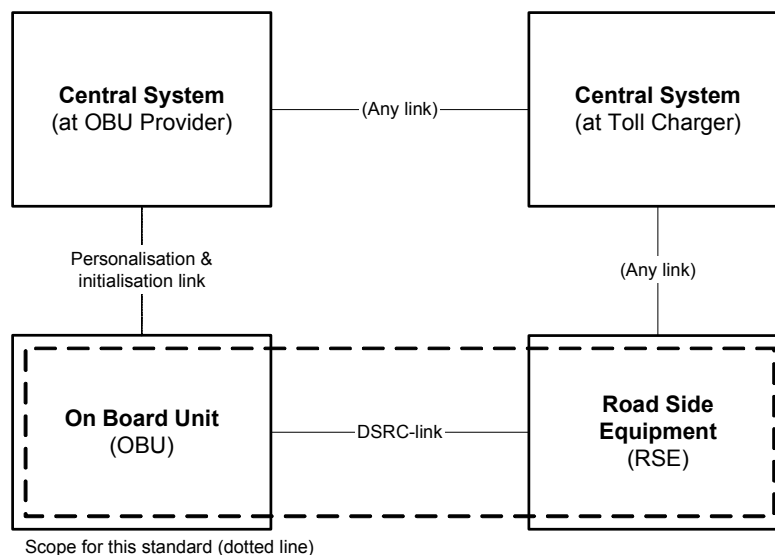 Central System
(at OBU Provider)
(Any link)
Central System
(at Toll Charger)
Personalisation &
initialisation link
(Any link)
On Board Unit
(OBU)
DSRC-link
Road Side
Equipment
(RSE)
Scope for this standard (dotted line)